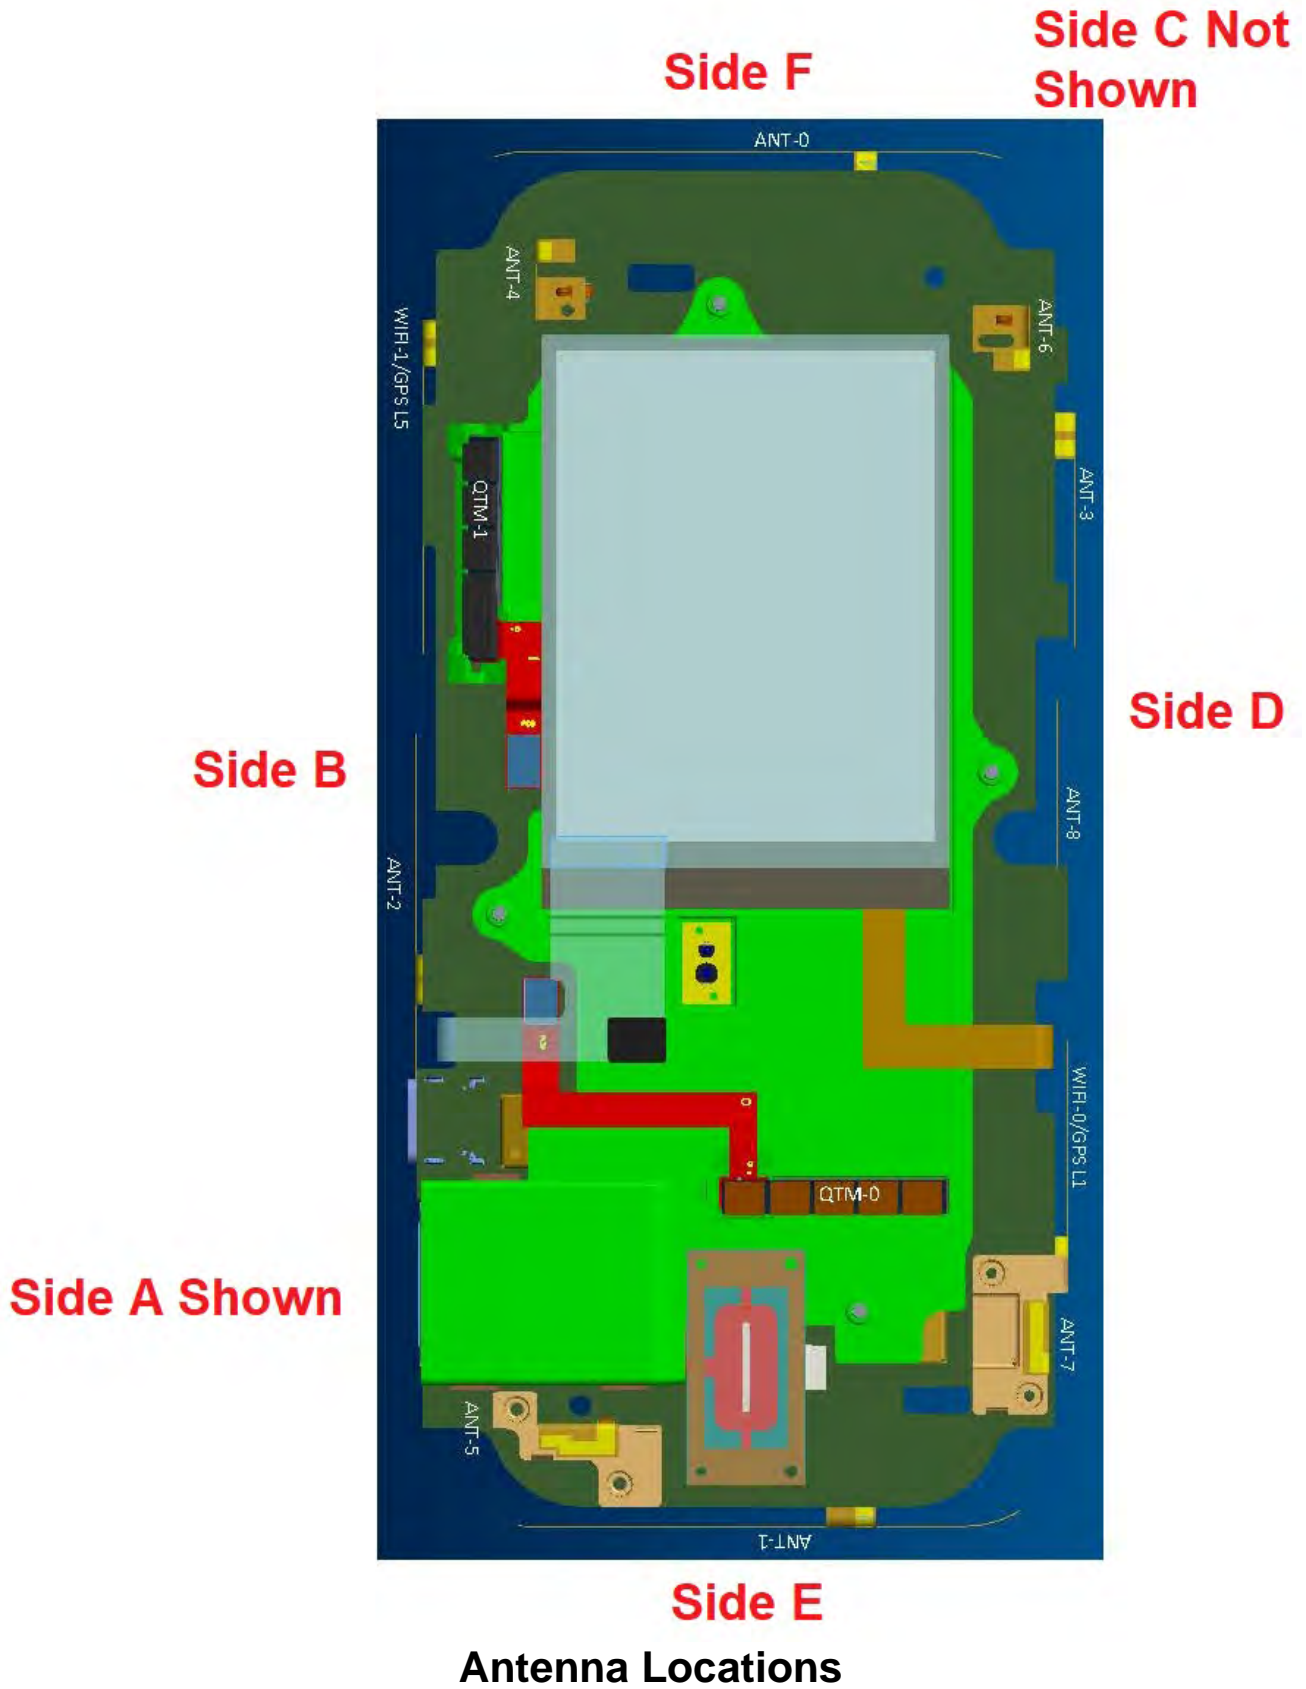 Side C Not
Shown
Side F
ANT-0
ANT-4
ANT-6
WIFI-1/GPS L5
ANT-3
QTM-1
Side D
Side B
ANT-8
ANT-2
WIFI-0/GPS L1
QTM-0
Side A Shown
ANT-7
ANT-5
ANT-1
Side E
Antenna Locations